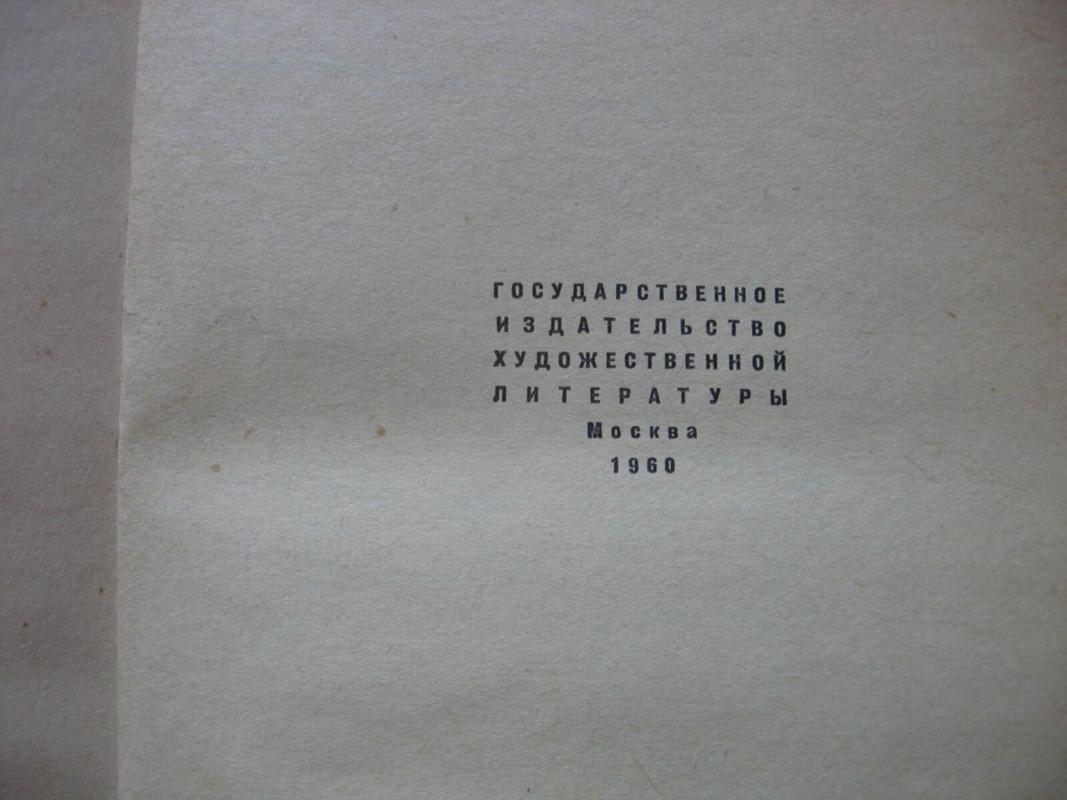 ГОСУДАРСТВЕННОЕ
ИЗДАТЕЛЬСТВО
ХУДОЖЕСТВЕННОЙ
ЛИТЕРАТУРЫ
Москва
1960